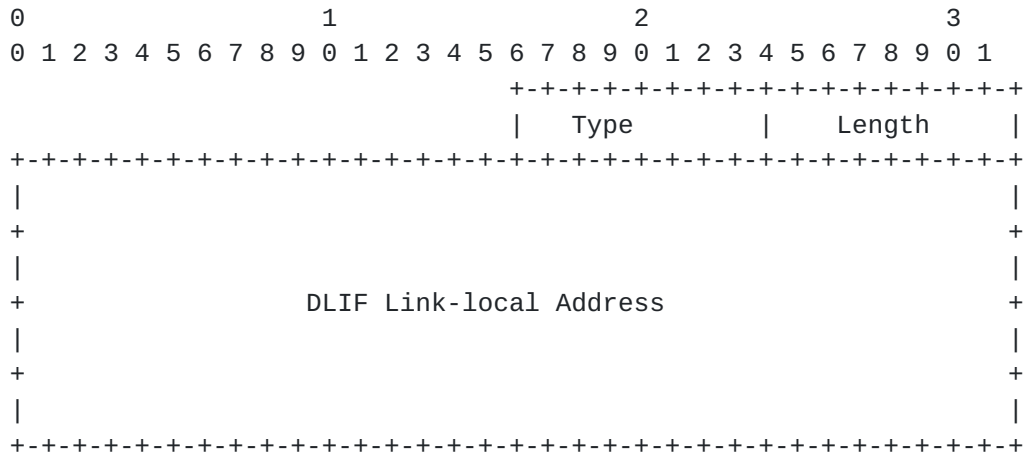 0                   1                   2                   3
0 1 2 3 4 5 6 7 8 9 0 1 2 3 4 5 6 7 8 9 0 1 2 3 4 5 6 7 8 9 0 1
                                +-+-+-+-+-+-+-+-+-+-+-+-+-+-+-+-+
                                |   Type        |    Length     |
+-+-+-+-+-+-+-+-+-+-+-+-+-+-+-+-+-+-+-+-+-+-+-+-+-+-+-+-+-+-+-+-+
|                                                               |
+                                                               +
|                                                               |
+                  DLIF Link-local Address                      +
|                                                               |
+                                                               +
|                                                               |
+-+-+-+-+-+-+-+-+-+-+-+-+-+-+-+-+-+-+-+-+-+-+-+-+-+-+-+-+-+-+-+-+